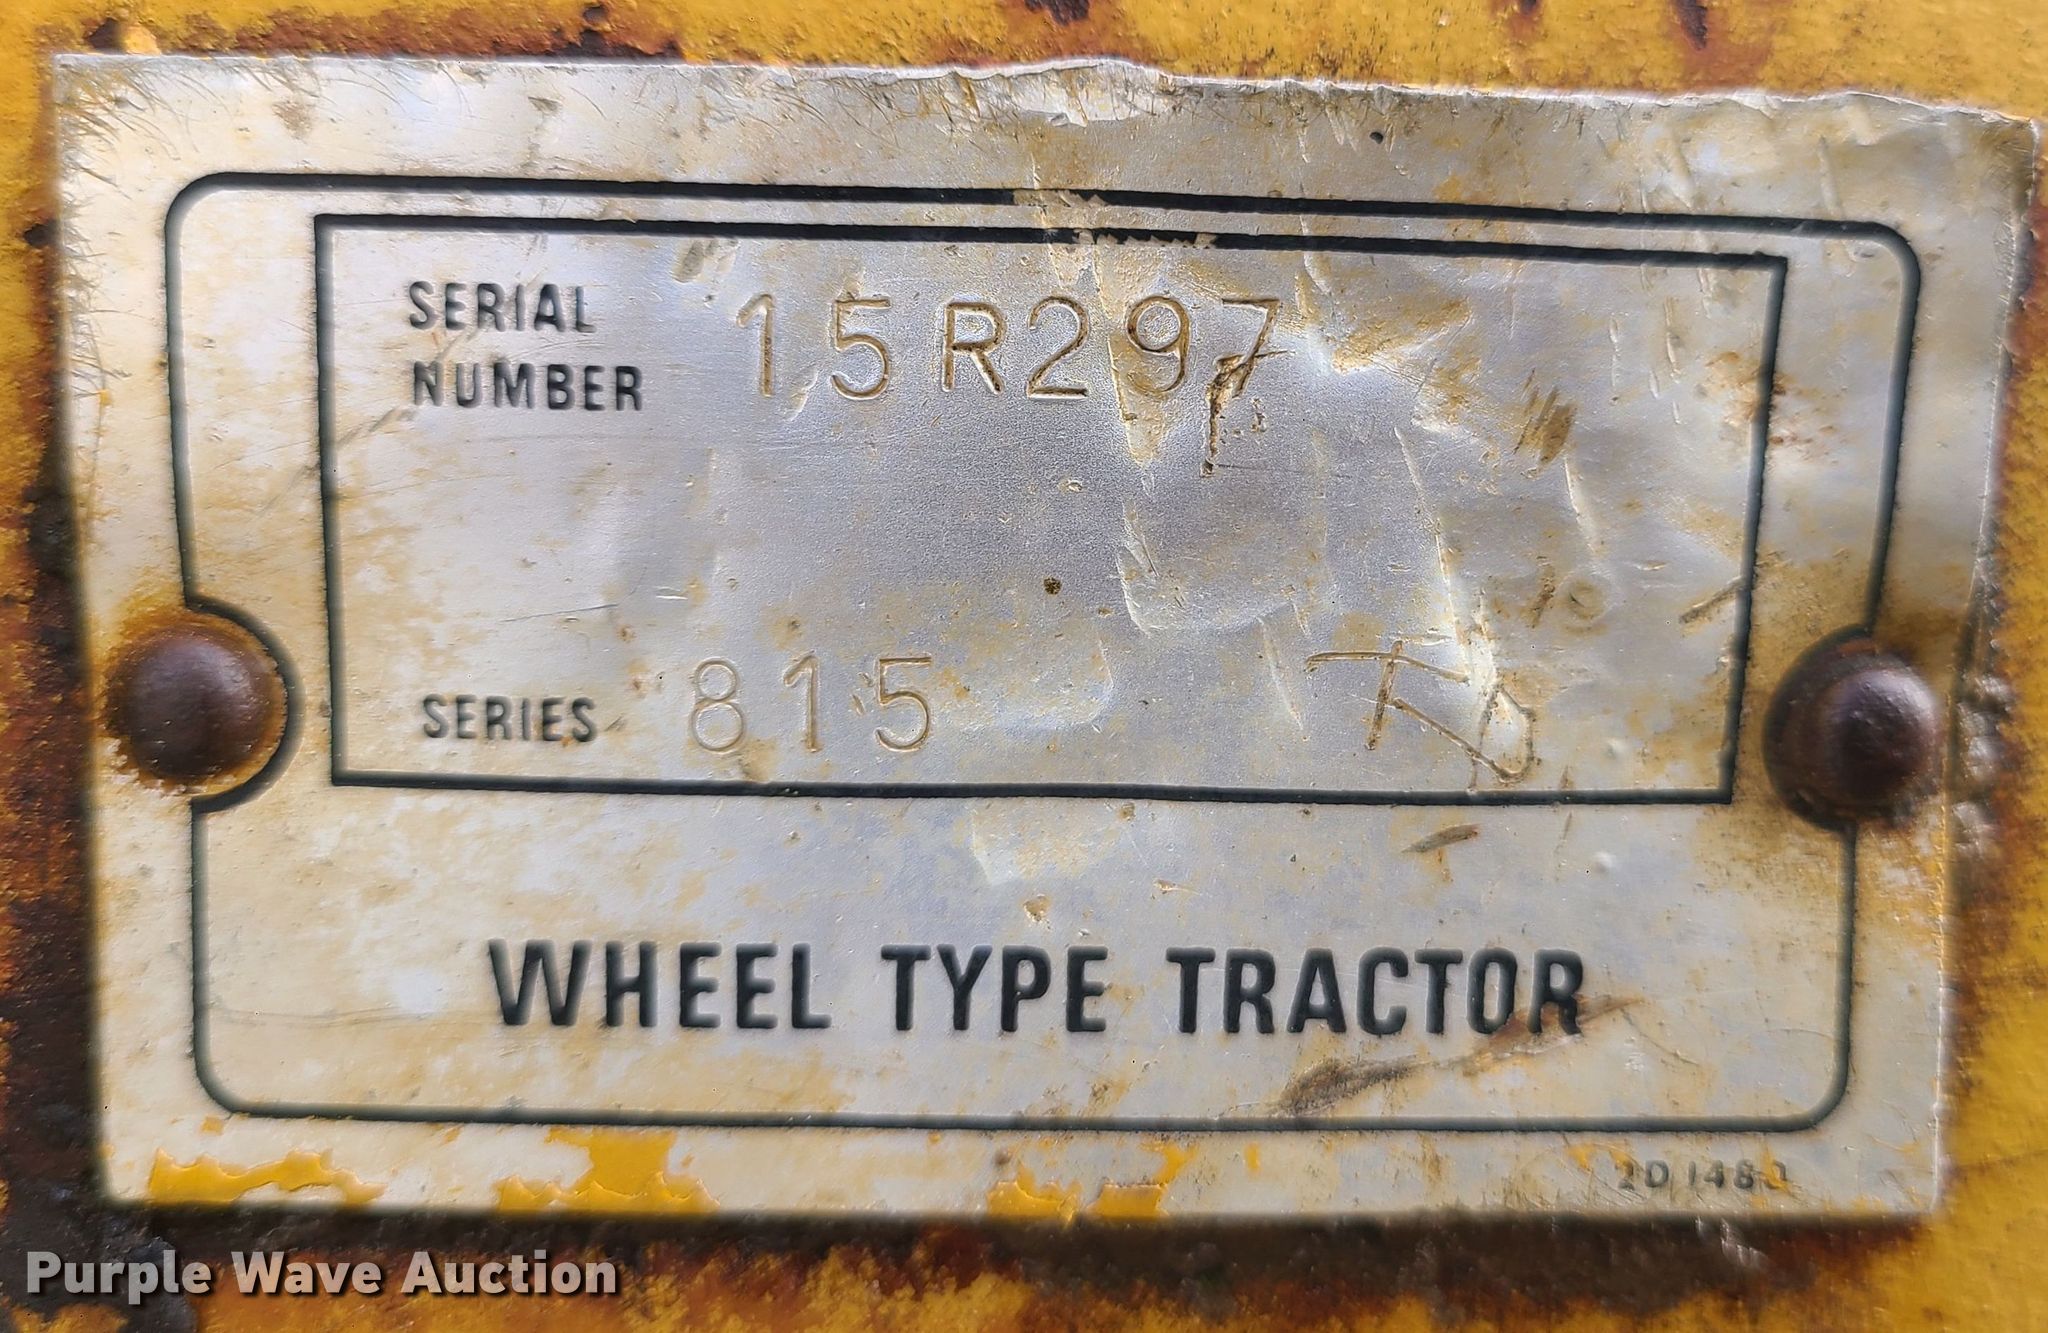 SERIAL
NUMBER 15R297
SERIES 815
WHEEL TYPE TRACTOR
Purple Wave Auction